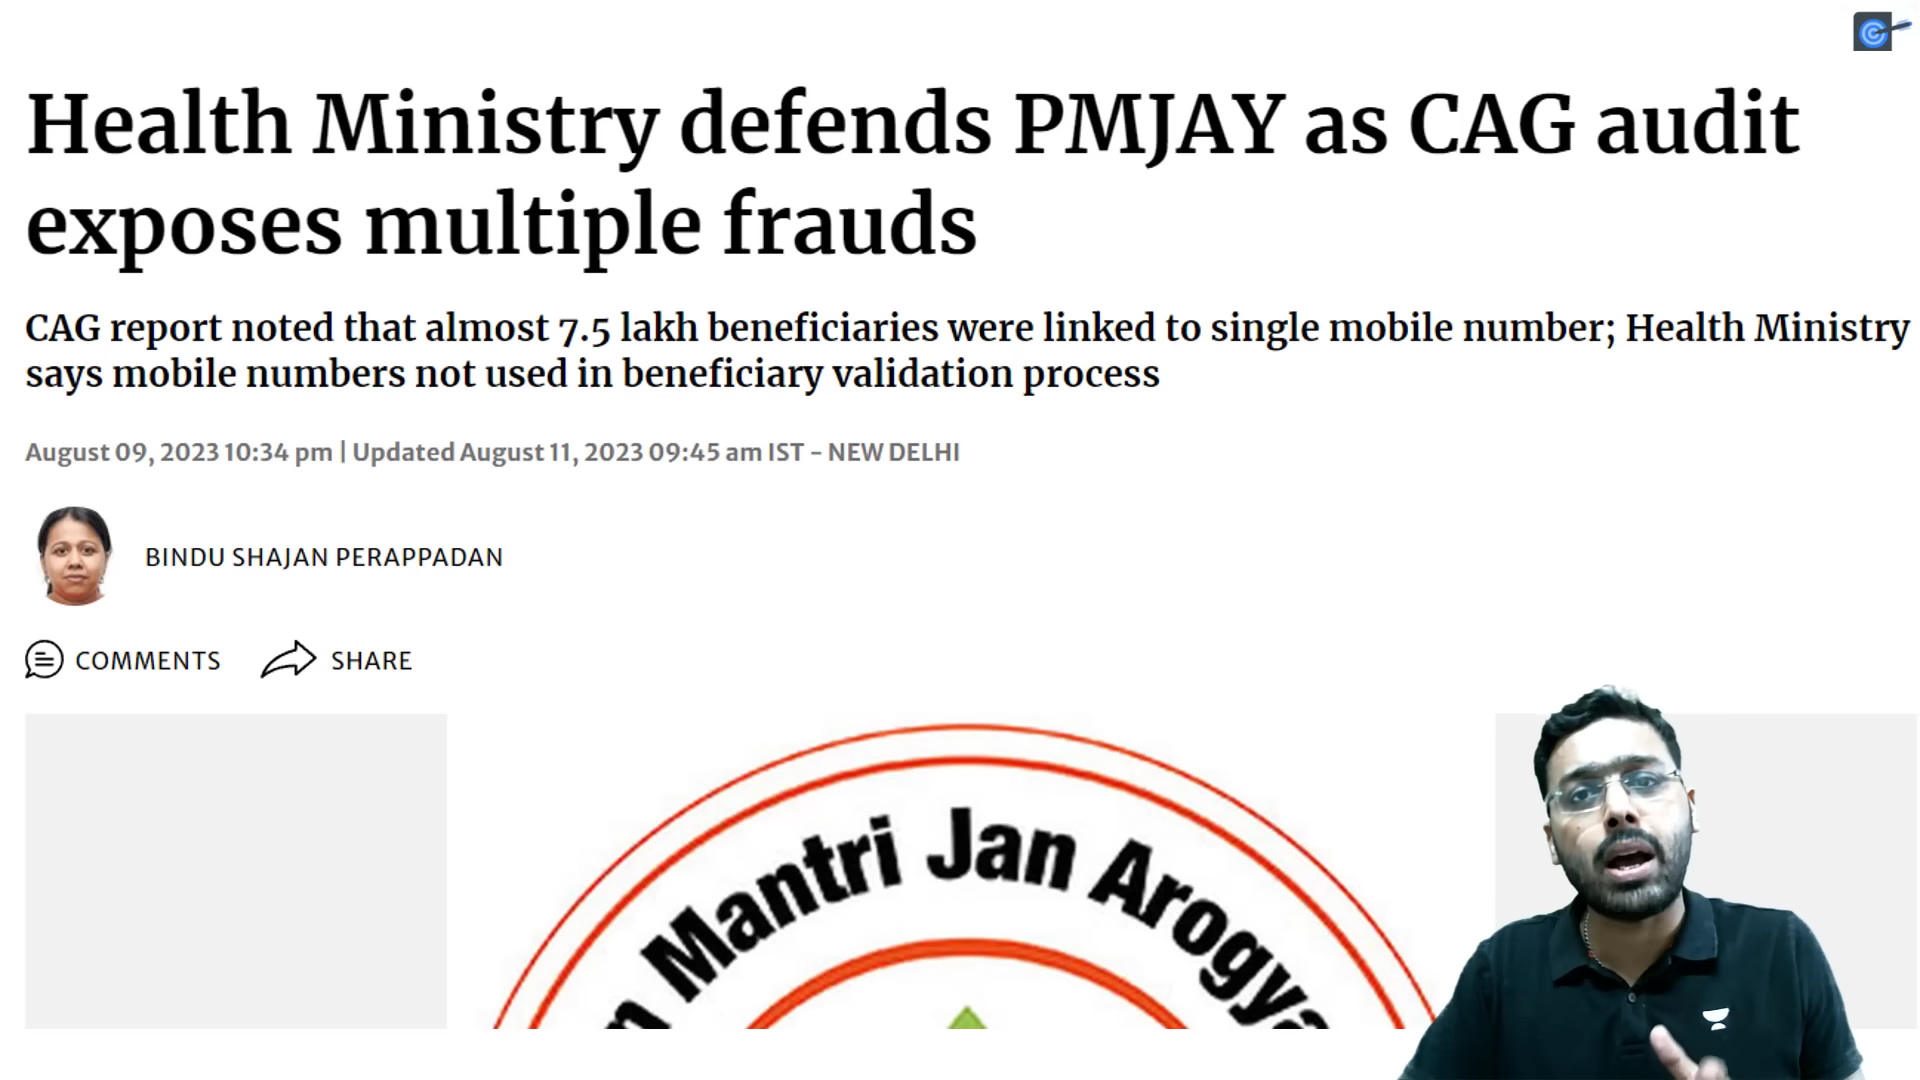 Health Ministry defends PMJAY as CAG audit
exposes multiple frauds
CAG report noted that almost 7.5 lakh beneficiaries were linked to single mobile number; Health Ministry
says mobile numbers not used in beneficiary validation process
August 09, 2023 10:34 pm | Updated August 11, 2023 09:45 am IST - NEW DELHI
BINDU SHAJAN PERAPPADAN
COMMENTS SHARE
Mantri Jan Arogya